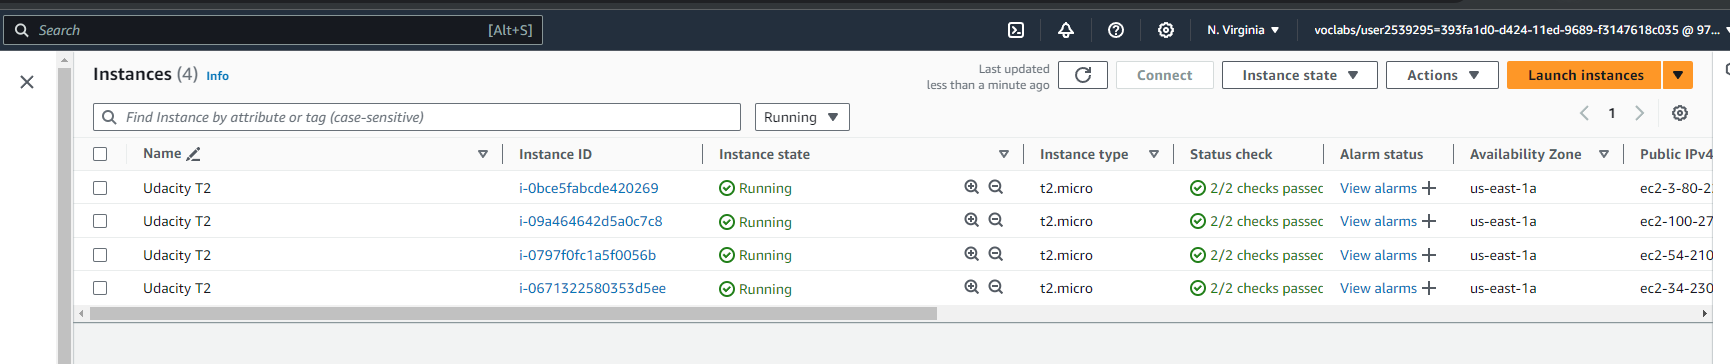 Search [Alt+S] N. Virginia voclabs/user2539295=393fa1d0-d424-11ed-9689-f3147618c035 @ 97...
Instances (4) Info
Last updated
less than a minute ago
Connect Instance state Actions Launch instances
Find Instance by attribute or tag (case-sensitive) Running 1
Name Instance ID Instance state Instance type Status check Alarm status Availability Zone Public IPv4
Udacity T2 i-0bce5fabcde420269 Running t2.micro 2/2 checks passed View alarms us-east-1a ec2-3-80-2
Udacity T2 i-09a464642d5a0c7c8 Running t2.micro 2/2 checks passed View alarms us-east-1a ec2-100-27
Udacity T2 i-0797f0fc1a5f0056b Running t2.micro 2/2 checks passed View alarms us-east-1a ec2-54-210
Udacity T2 i-0671322580353d5ee Running t2.micro 2/2 checks passed View alarms us-east-1a ec2-34-230